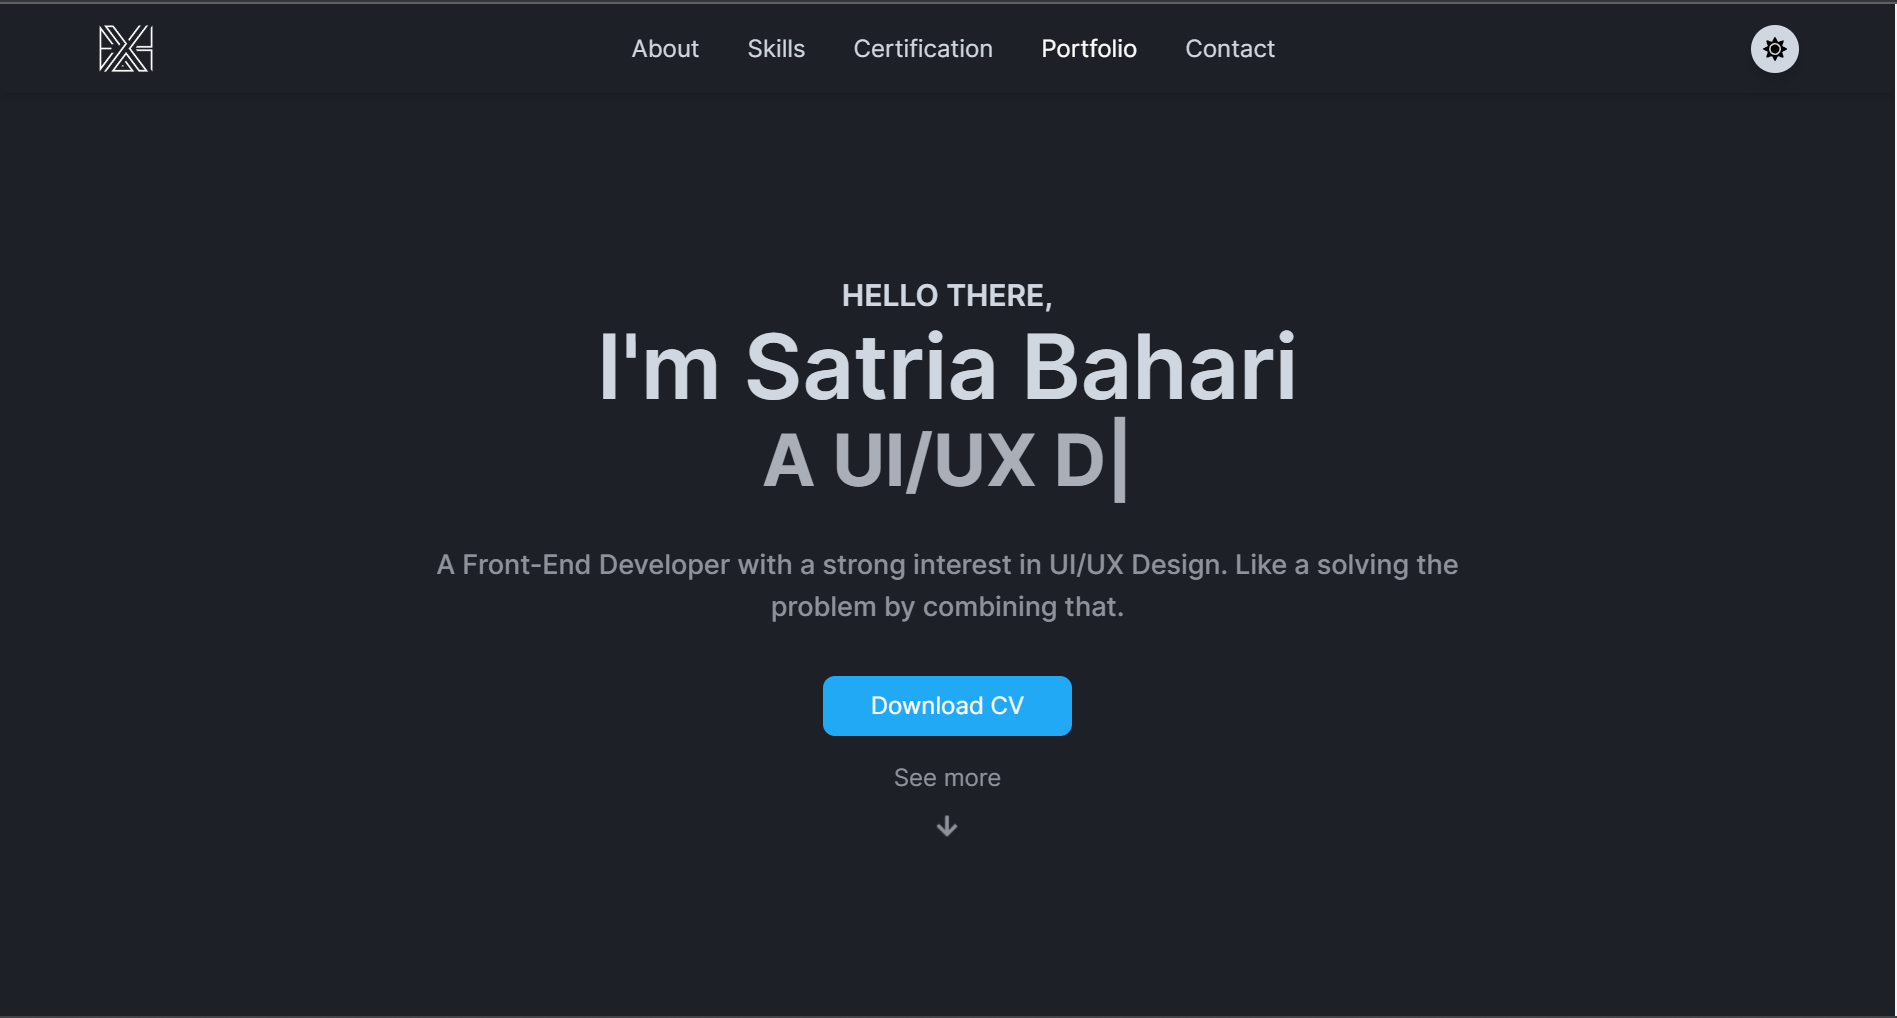 About Skills Certification Portfolio Contact
HELLO THERE,
I'm Satria Bahari
A UI/UX D|
A Front-End Developer with a strong interest in UI/UX Design. Like a solving the
problem by combining that.
Download CV
See more